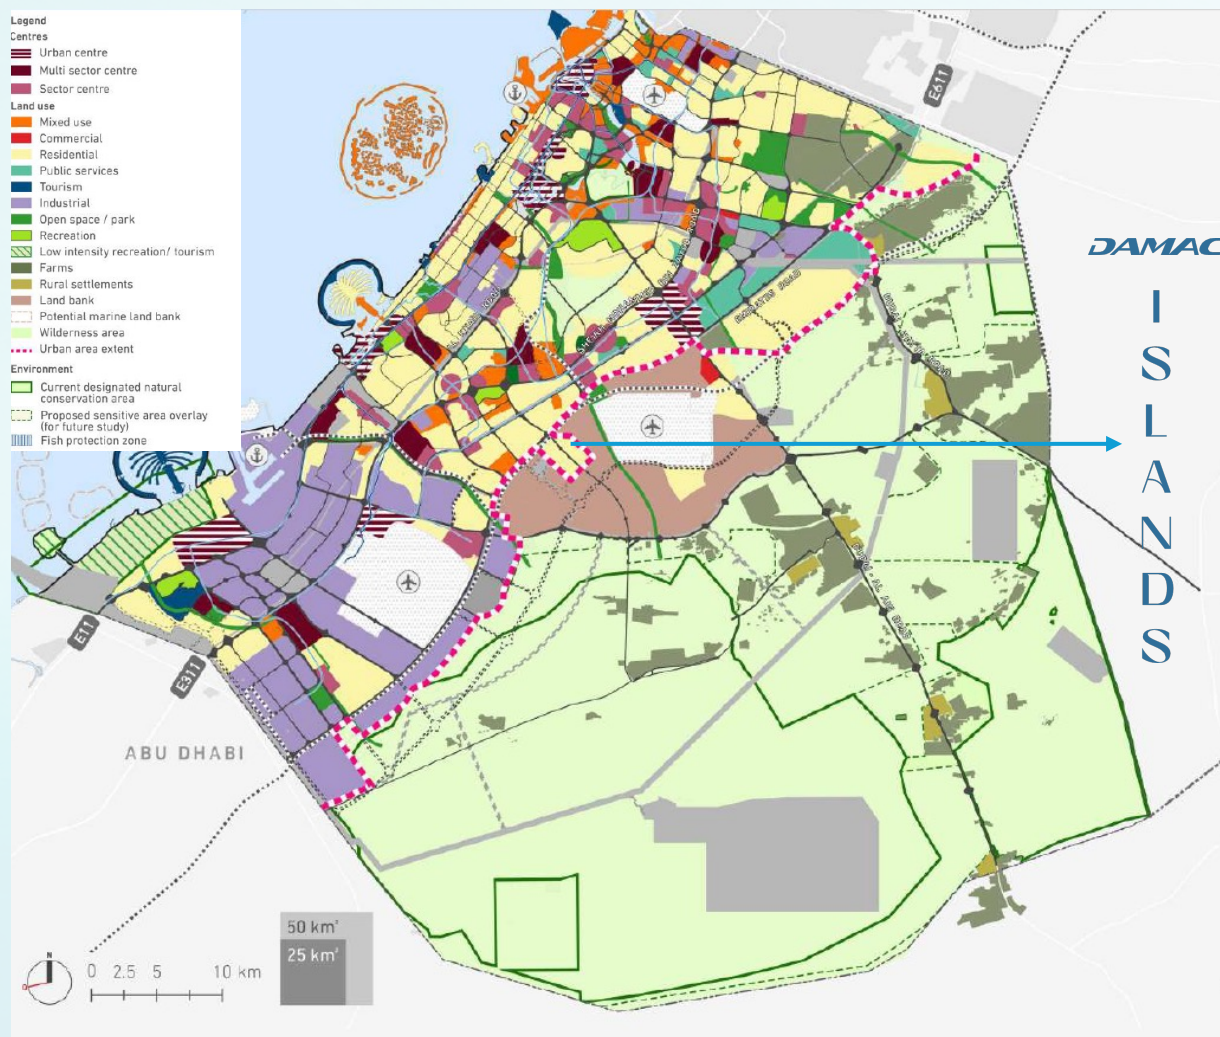 Legend
Centres
Urban centre
Multi sector centre
Sector centre
Land use
Mixed use
Commercial
Residential
Public services
Tourism
Industrial
Open space / park
Recreation
Low intensity recreation/ tourism
Farms
Rural settlements
Land bank
Potential marine land bank
Wilderness area
Urban area extent
Environment
Current designated natural
conservation area
Proposed sensitive area overlay
(for future study)
Fish protection zone
E611
DAMAC
ISLANDS
EMIRATES ROAD
E11
E311
ABU DHABI
N
0 2.5 5 10 km
50 km²
25 km²